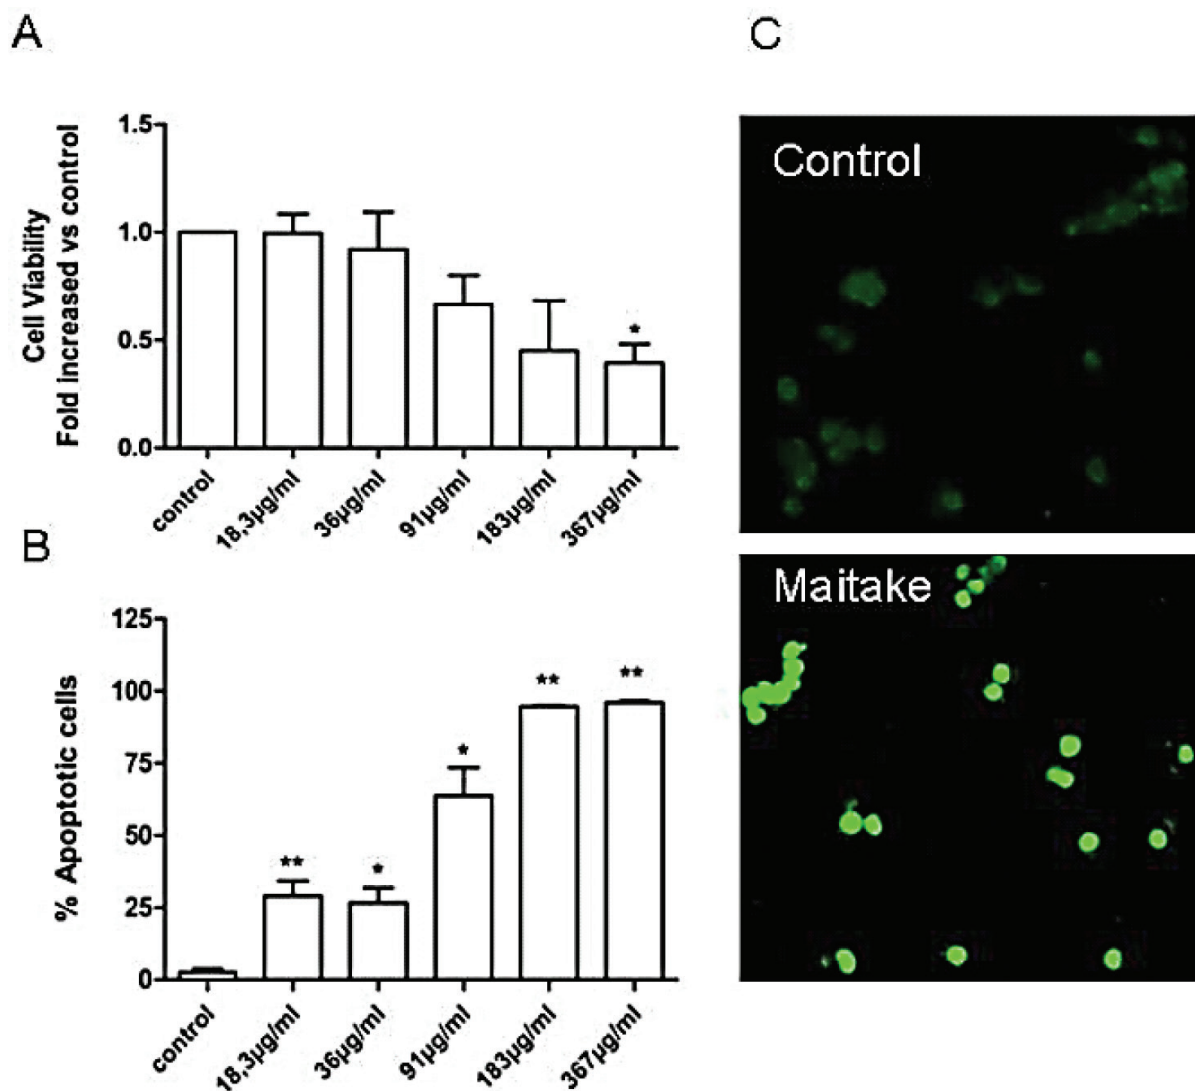 A
Cell Viability
Fold increased vs control
1.5
1.0
0.5
0.0
*
control
18,3µg/ml
36µg/ml
91µg/ml
183µg/ml
367µg/ml
B
% Apoptotic cells
125
100
75
50
25
0
**
*
*
**
**
control
18,3µg/ml
36µg/ml
91µg/ml
183µg/ml
367µg/ml
C
Control
Maitake